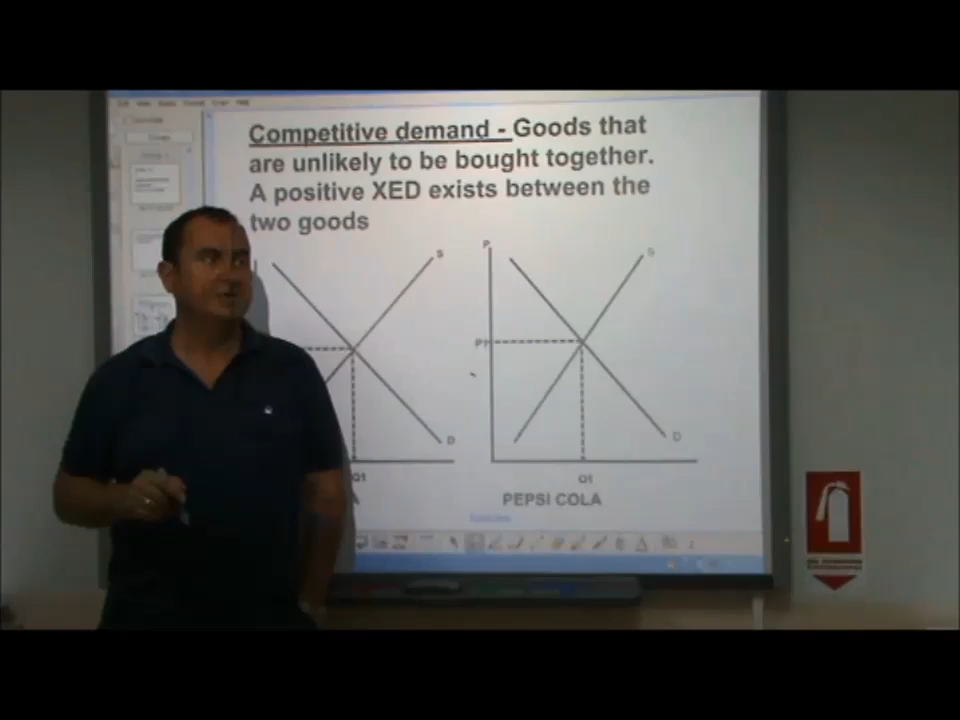 Competitive demand - Goods that
are unlikely to be bought together.
A positive XED exists between the
two goods
S
D
Q1
A
P
S
P1
D
Q1
PEPSI COLA